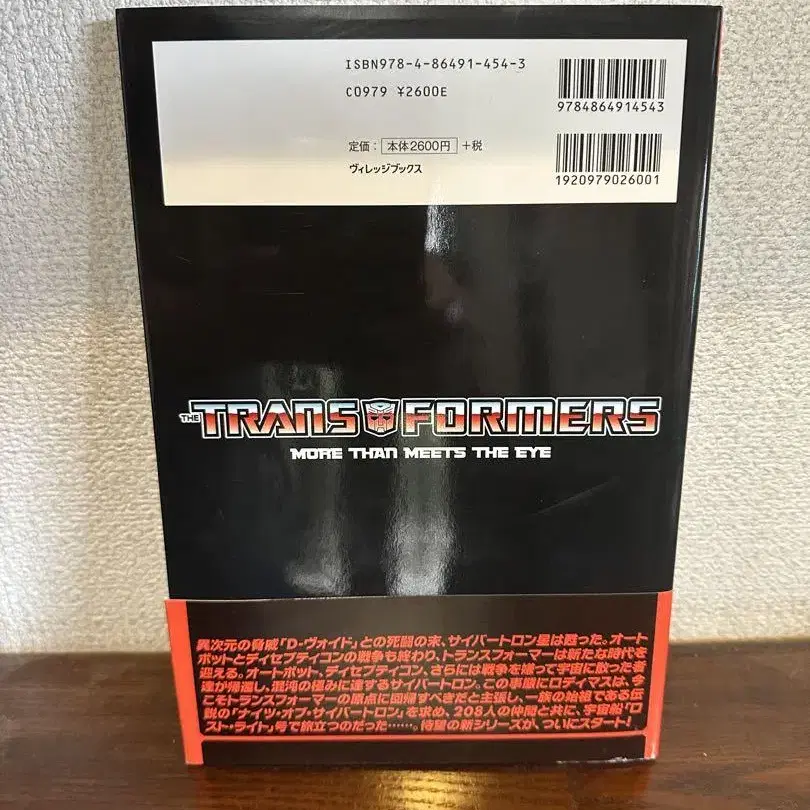 ISBN978-4-86491-454-3
C0979 ¥2600E
9784864914543
定価：本体2600円＋税
ヴィレッジブックス
1920979026001
THE TRANSFORMERS
MORE THAN MEETS THE EYE
異次元の脅威「D-ヴォイド」との死闘の末、サイバートロン星は甦った。オート
ボットとディセプティコンの戦争も終わり、トランスフォーマーは新たな時代を
迎える。オートボット、ディセプティコン、さらには戦争を嫌って宇宙に散った者
達が帰還し、混沌の極みに達するサイバートロン。この事態にロディマスは、今
こそトランスフォーマーの原点に回帰すべきだと主張し、一族の始祖である伝
説の「ナイツ・オブ・サイバートロン」を求め、208人の仲間と共に、宇宙船「ロ
スト・ライト」号で旅立つのだった……。待望の新シリーズが、ついにスタート！